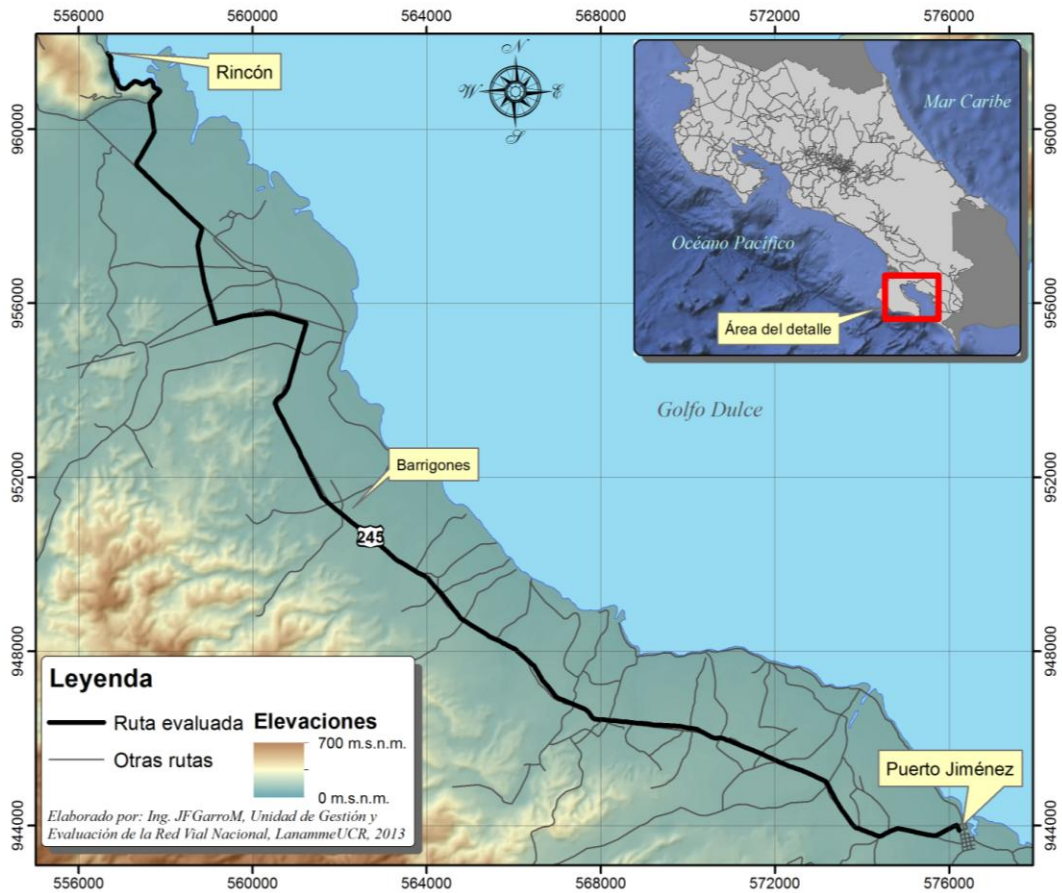 556000 560000 564000 568000 572000 576000
Rincón
N
W E
S
Mar Caribe
Océano Pacífico
Área del detalle
960000 960000
956000 956000
Golfo Dulce
Barrigones
952000 952000
245
948000 948000
Leyenda
Ruta evaluada
Otras rutas
Elevaciones
700 m.s.n.m.
0 m.s.n.m.
Elaborado por: Ing. JFGarroM, Unidad de Gestión y
Evaluación de la Red Vial Nacional, LanammeUCR, 2013
Puerto Jiménez
944000 944000
556000 560000 564000 568000 572000 576000